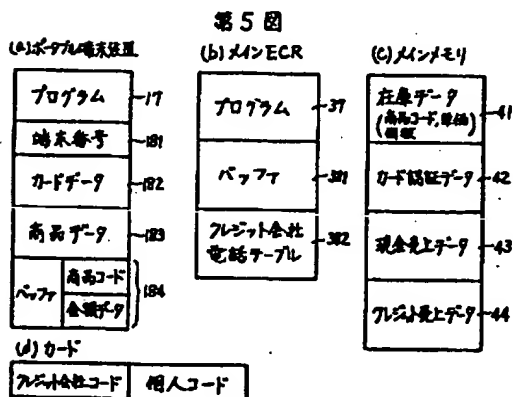 第5図
(a)ポータブル端末装置
プログラム 17
端末番号 181
カードデータ 182
商品データ 183
バッファ 商品コード 金額データ 184
(b)メインECR
プログラム 37
バッファ 381
クレジット会社
電話テーブル 382
(c)メインメモリ
在庫データ
(商品コード,単価
個数) 41
カード認証データ 42
現金売上データ 43
クレジット売上データ 44
(d)カード
クレジット会社コード 個人コード